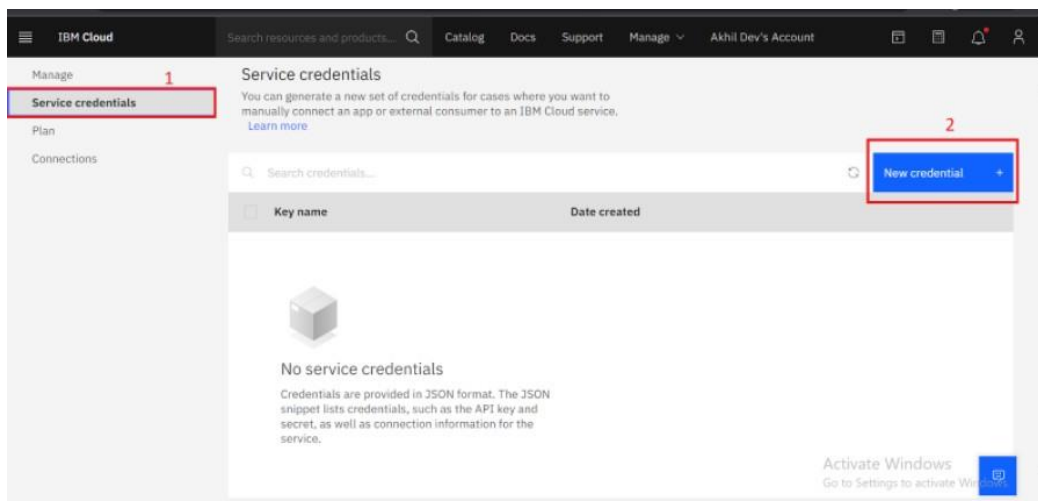 IBM Cloud
Search resources and products...
Catalog
Docs
Support
Manage
Akhil Dev's Account
Manage
1
Service credentials
Plan
Connections
Service credentials
You can generate a new set of credentials for cases where you want to
manually connect an app or external consumer to an IBM Cloud service.
Learn more
2
Search credentials...
New credential +
Key name
Date created
No service credentials
Credentials are provided in JSON format. The JSON
snippet lists credentials, such as the API key and
secret, as well as connection information for the
service.
Activate Windows
Go to Settings to activate Windows.